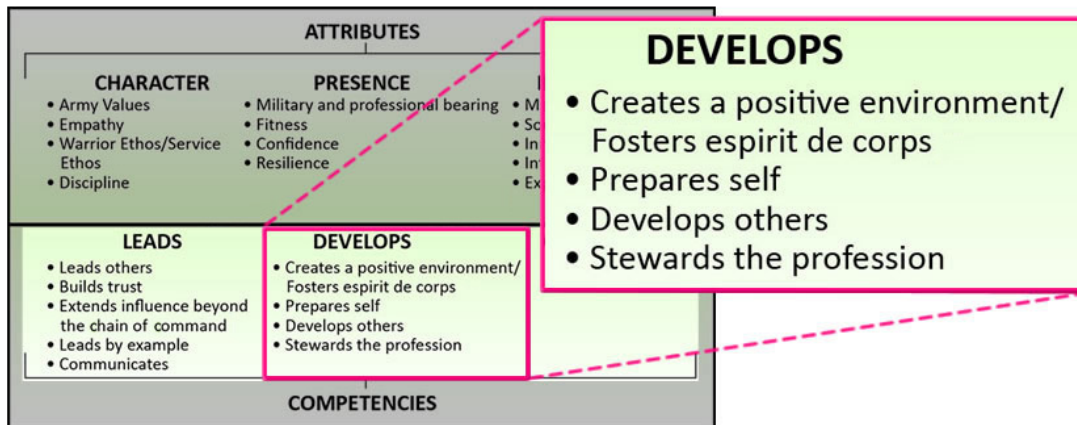 ATTRIBUTES
CHARACTER
• Army Values
• Empathy
• Warrior Ethos/Service
Ethos
• Discipline
PRESENCE
• Military and professional bearing
• Fitness
• Confidence
• Resilience
LEADS
• Leads others
• Builds trust
• Extends influence beyond
the chain of command
• Leads by example
• Communicates
DEVELOPS
• Creates a positive environment/
Fosters espirit de corps
• Prepares self
• Develops others
• Stewards the profession
COMPETENCIES
DEVELOPS
• Creates a positive environment/
Fosters espirit de corps
• Prepares self
• Develops others
• Stewards the profession